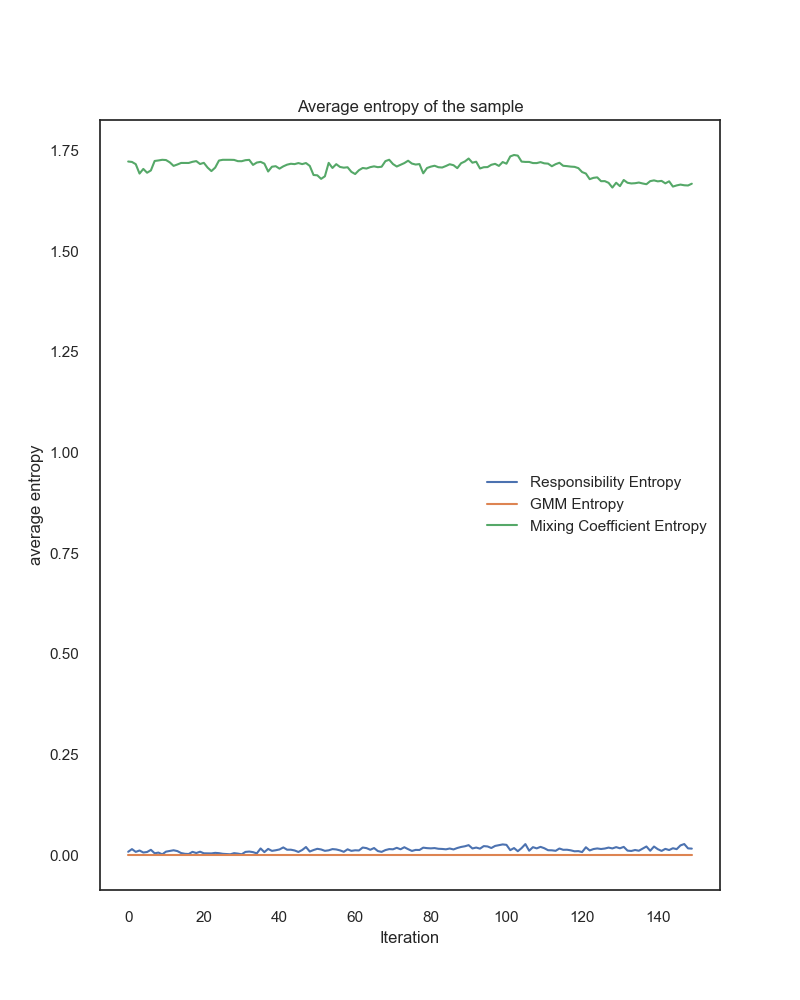 Average entropy of the sample
1.75
1.50
1.25
1.00
0.75
0.50
0.25
0.00
average entropy
Responsibility Entropy
GMM Entropy
Mixing Coefficient Entropy
0 20 40 60 80 100 120 140
Iteration